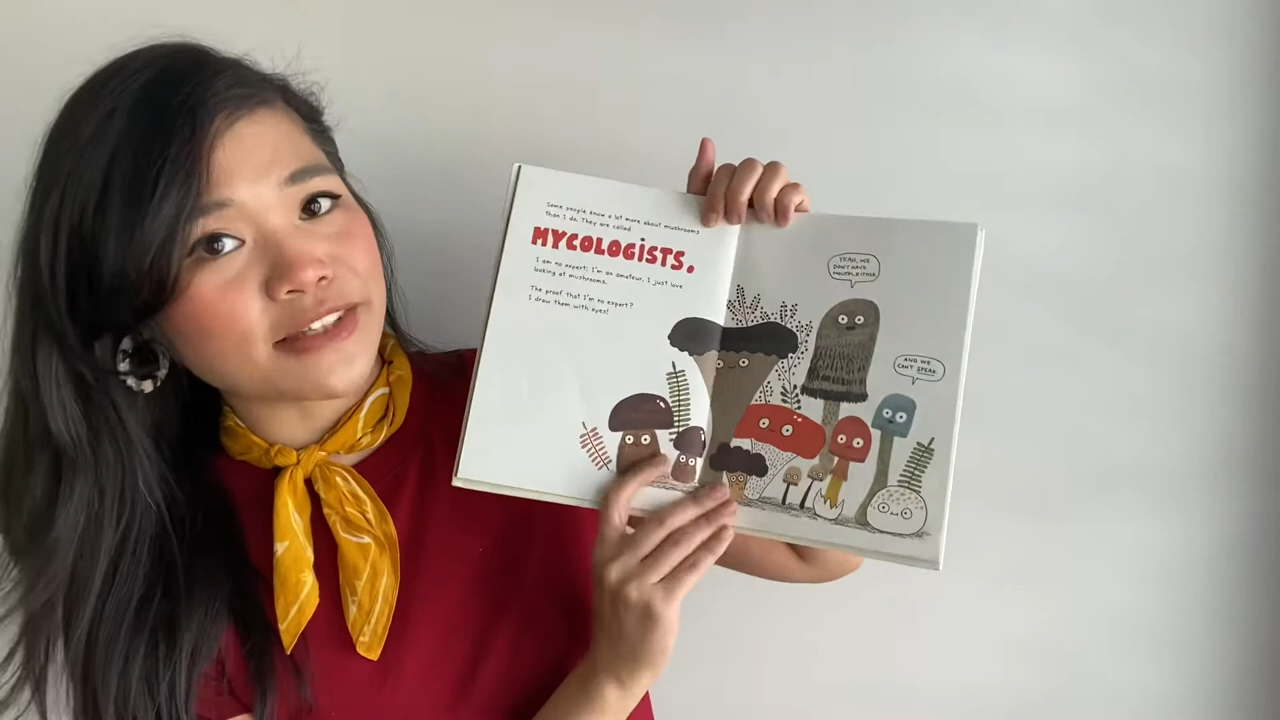 Some people know a lot more about mushrooms
than I do. They are called
MYCOLOGISTS.
I am no expert; I'm an amateur. I just love
looking at mushrooms.
The proof that I'm no expert?
I draw them with eyes!
YEAH, WE
DON'T HAVE
MOUTHS, EITHER.
AND WE
CAN'T SPEAK.